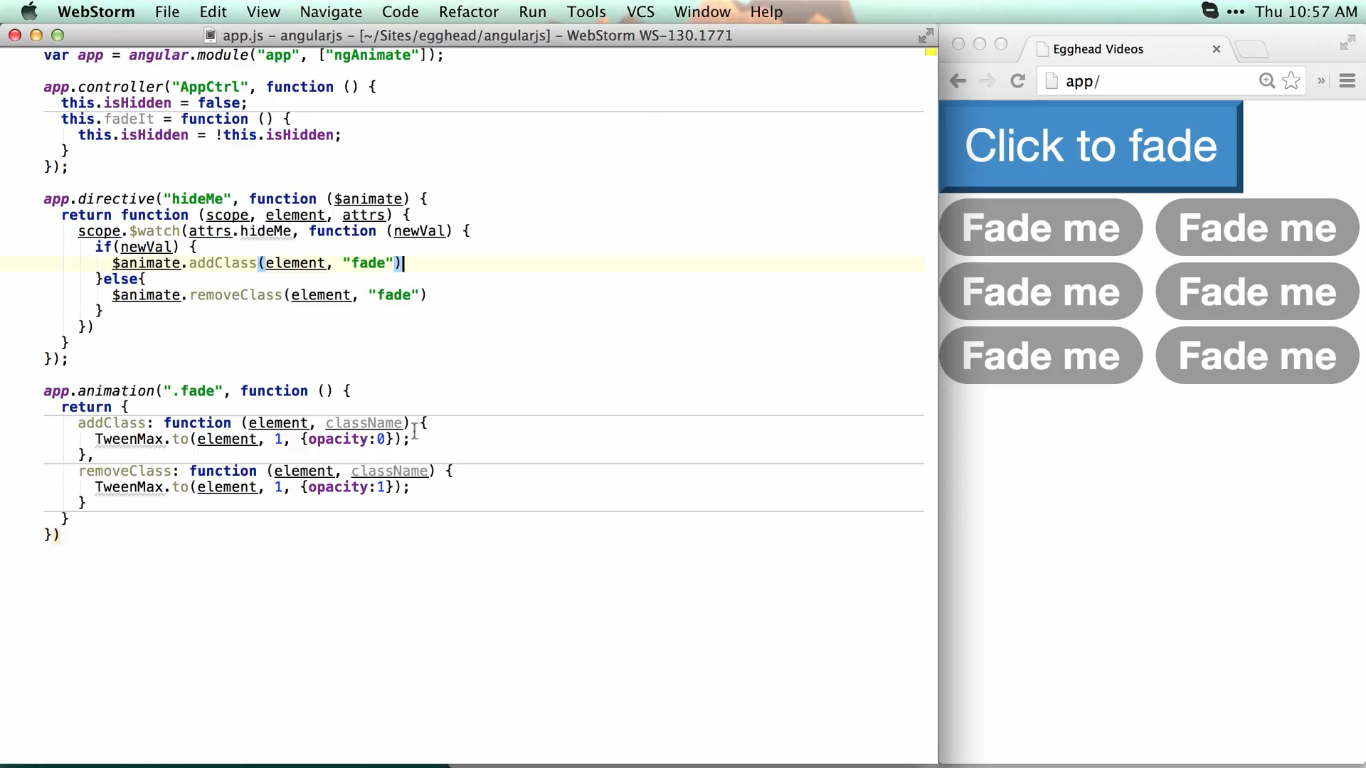 WebStorm File Edit View Navigate Code Refactor Run Tools VCS Window Help Thu 10:57 AM
app.js – angularjs – [~/Sites/egghead/angularjs] – WebStorm WS-130.1771
var app = angular.module("app", ["ngAnimate"]);
app.controller("AppCtrl", function () {
this.isHidden = false;
this.fadeIt = function () {
this.isHidden = !this.isHidden;
}
});
app.directive("hideMe", function ($animate) {
return function (scope, element, attrs) {
scope.$watch(attrs.hideMe, function (newVal) {
if(newVal) {
$animate.addClass(element, "fade")
}else{
$animate.removeClass(element, "fade")
}
})
}
});
app.animation(".fade", function () {
return {
addClass: function (element, className) {
TweenMax.to(element, 1, {opacity:0});
},
removeClass: function (element, className) {
TweenMax.to(element, 1, {opacity:1});
}
}
})
Egghead Videos
app/
Click to fade
Fade me Fade me
Fade me Fade me
Fade me Fade me